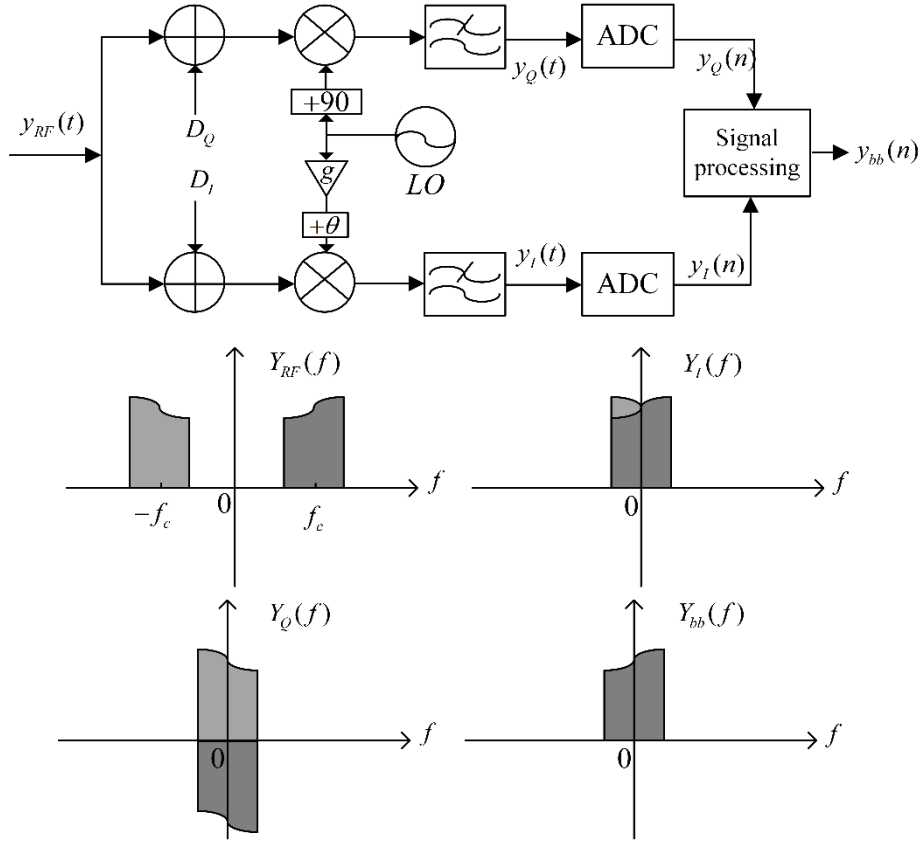 y_Q(t)
ADC
y_Q(n)
+90
y_RF(t)
D_Q
Signal
processing
y_bb(n)
D_I
g
LO
+θ
y_I(t)
ADC
y_I(n)
Y_RF(f)
Y_I(f)
f
f
0
0
−f_c
f_c
Y_Q(f)
Y_bb(f)
f
f
0
0